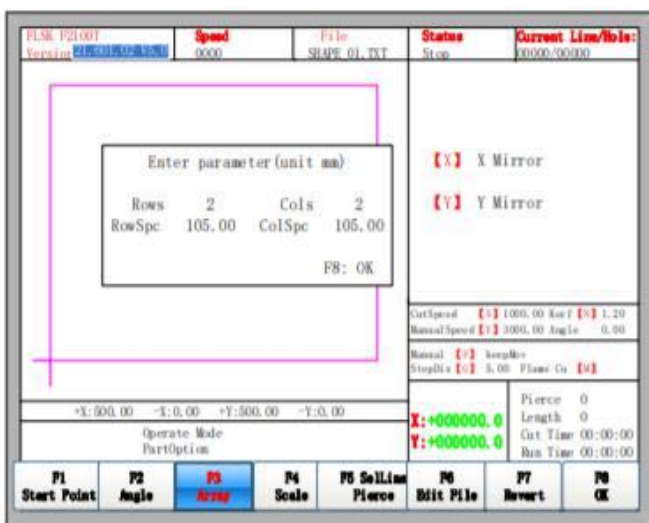 FLSK F2100T Speed File Status Current Line/Hole:
Version 0000 SHAPE 01.TXT Stop 00000/00000
Enter parameter(unit mm)
Rows 2 Cols 2
RowSpc 105.00 ColSpc 105.00
F8: OK
【X】 X Mirror
【Y】 Y Mirror
CutSpeed 1000.00 Kerf 【N】 1.20
ManualSpeed 3000.00 Angle 0.00
Manual keepMov
StepDis 【G】 5.00 Flame Cu 【M】
+X:500.00 -X:0.00 +Y:500.00 -Y:0.00
Operate Mode
PartOption
X:+000000.0
Y:+000000.0
Pierce 0
Length 0
Cut Time 00:00:00
Run Time 00:00:00
F1 F2 F3 F4 F5 SelLine F6 F7 F8
Start Point Angle Array Scale Pierce Edit File Revert OK